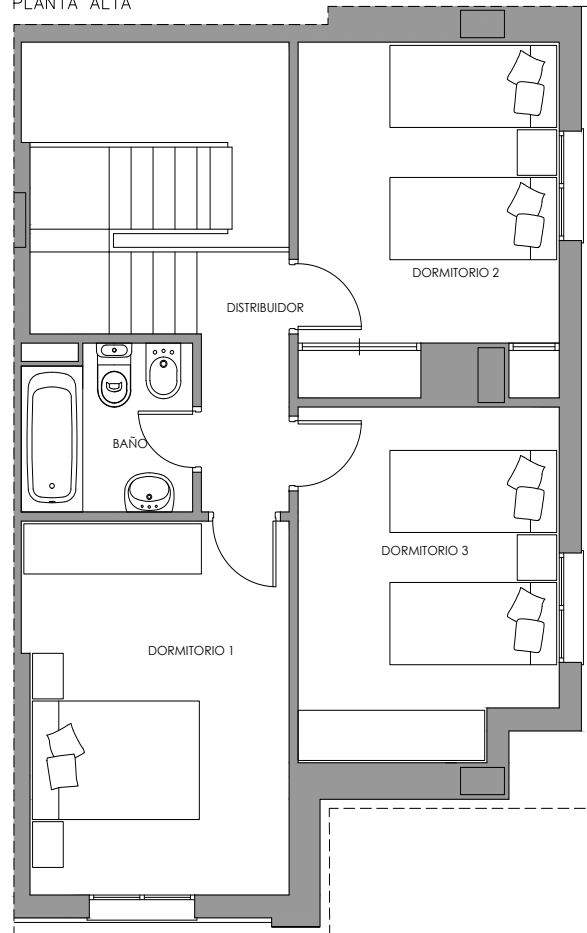 PLANTA ALTA
DORMITORIO 2
DISTRIBUIDOR
BAÑO
DORMITORIO 3
DORMITORIO 1